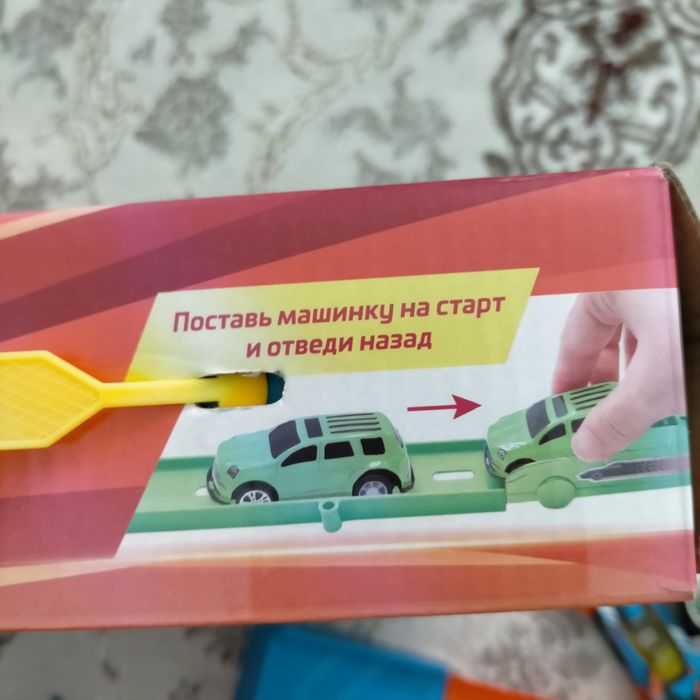 Поставь машинку на старт
и отведи назад